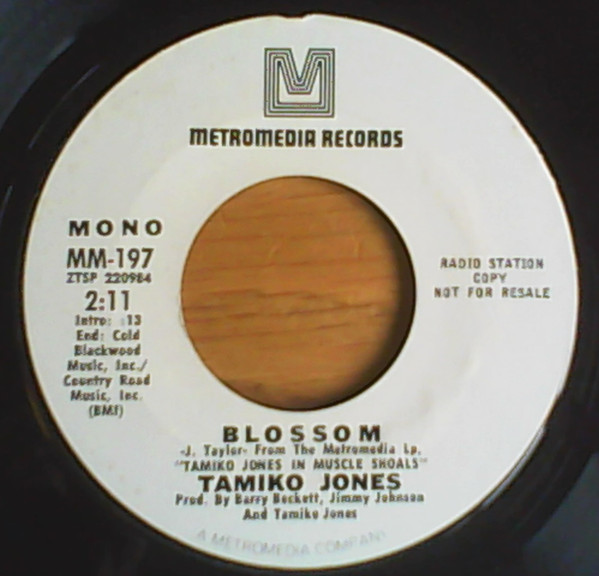 M
METROMEDIA RECORDS
MONO
MM-197
ZTSP 220984
2:11
Intro: :13
End: Cold
Blackwood
Music, Inc./
Country Road
Music, Inc.
(BMI)
RADIO STATION
COPY
NOT FOR RESALE
BLOSSOM
-J. Taylor- From The Metromedia Lp,
"TAMIKO JONES IN MUSCLE SHOALS"
TAMIKO JONES
Prod. By Barry Beckett, Jimmy Johnson
And Tamiko Jones
A METROMEDIA COMPANY